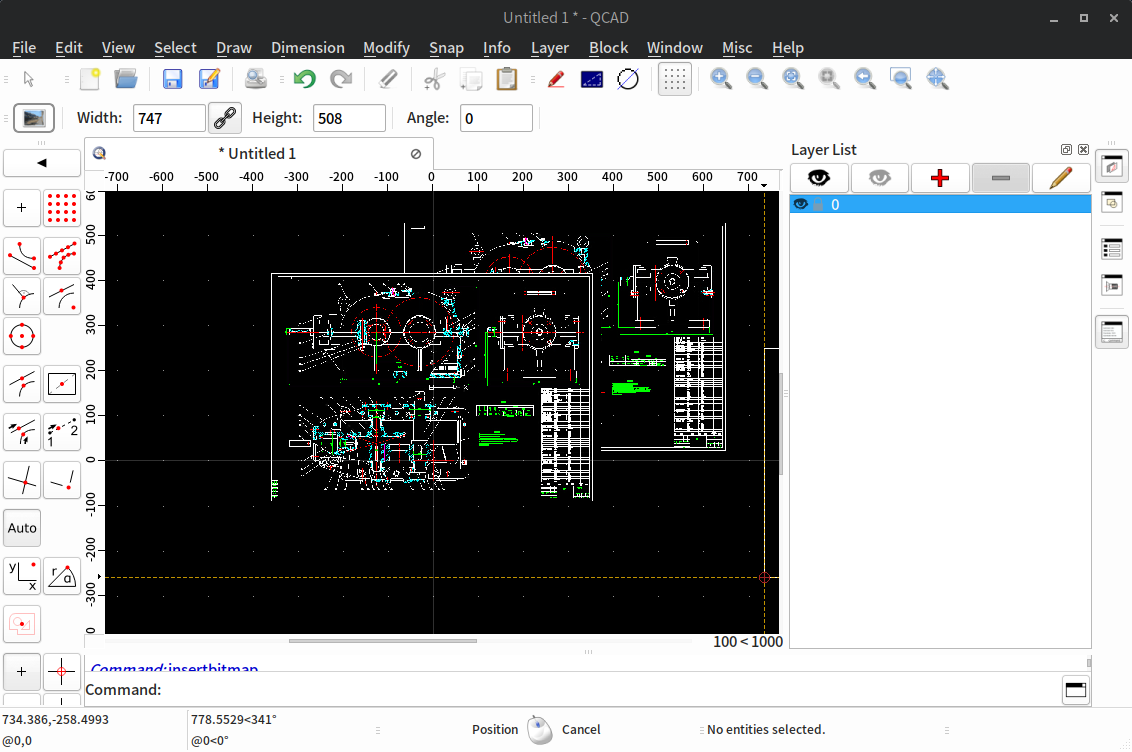 Untitled 1 * - QCAD
File Edit View Select Draw Dimension Modify Snap Info Layer Block Window Misc Help
Width: 747 Height: 508 Angle: 0
* Untitled 1
Layer List
-700 -600 -500 -400 -300 -200 -100 0 100 200 300 400 500 600 700
0
500
400
300
200
100
0
-100
-200
-300
1 2
Auto
y x r a
100 < 1000
Command: insertbitmap
Command:
734.386,-258.4993
@0,0
778.5529<341°
@0<0°
Position Cancel
No entities selected.